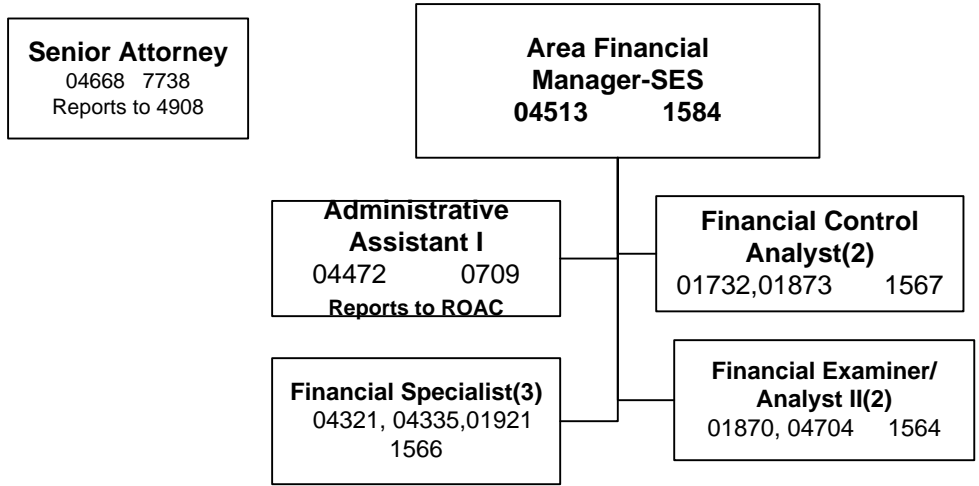 Senior Attorney
04668 7738
Reports to 4908
Area Financial
Manager-SES
04513 1584
Administrative
Assistant I
04472 0709
Reports to ROAC
Financial Control
Analyst(2)
01732,01873 1567
Financial Specialist(3)
04321, 04335,01921
1566
Financial Examiner/
Analyst II(2)
01870, 04704 1564